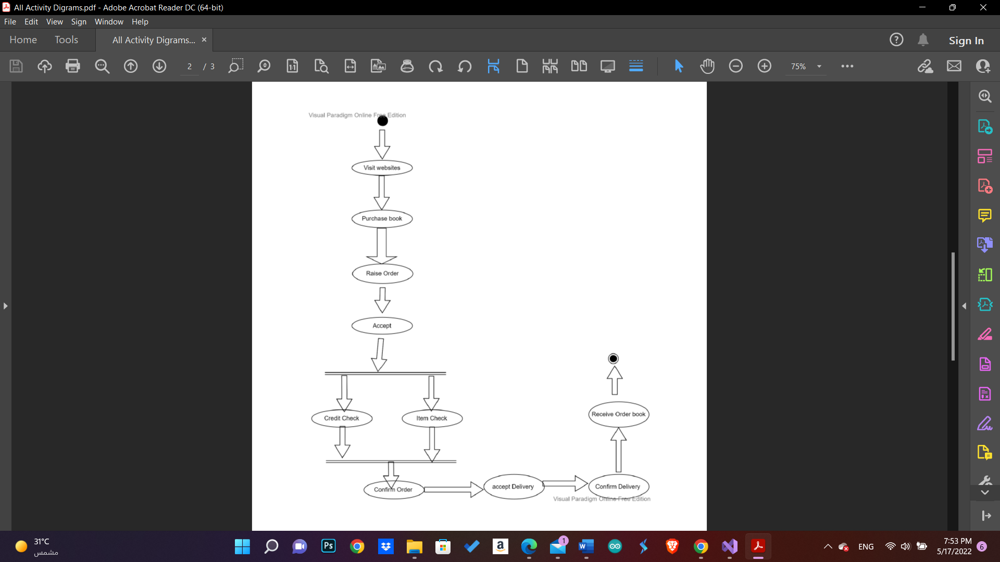 All Activity Digrams.pdf - Adobe Acrobat Reader DC (64-bit)
File Edit View Sign Window Help
Home Tools All Activity Digrams... × Sign In
2 / 3 75%
Visual Paradigm Online Free Edition
Visit websites
Purchase book
Raise Order
Accept
Credit Check Item Check
Receive Order book
Confirm Order accept Delivery Confirm Delivery
Visual Paradigm Online Free Edition
31°C
مشمس
Ps
a
1
W
ENG
7:53 PM
5/17/2022
6